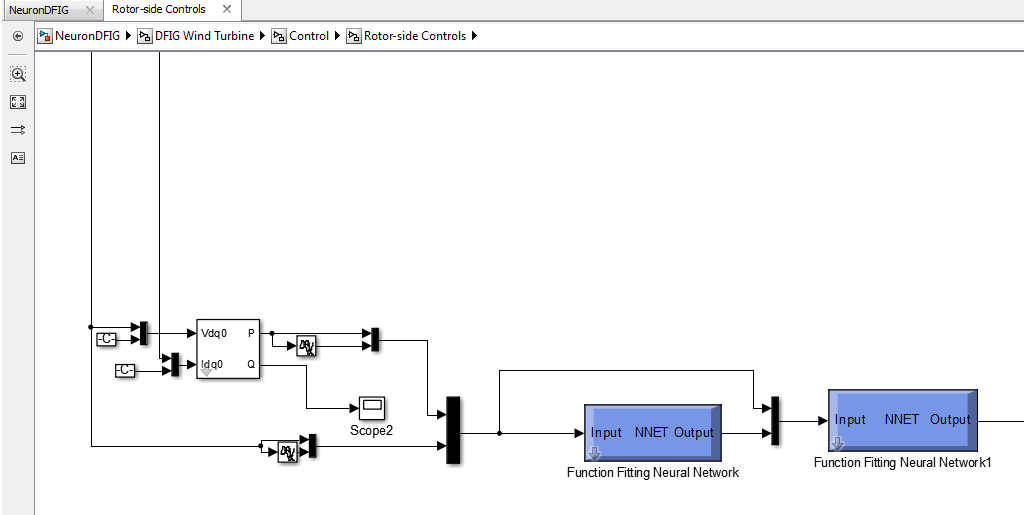 NeuronDFIG
Rotor-side Controls
NeuronDFIG DFIG Wind Turbine Control Rotor-side Controls
Vdq0 P
-C-
Idq0 Q
-C-
Scope2
Input NNET Output
Function Fitting Neural Network
Input NNET Output
Function Fitting Neural Network1